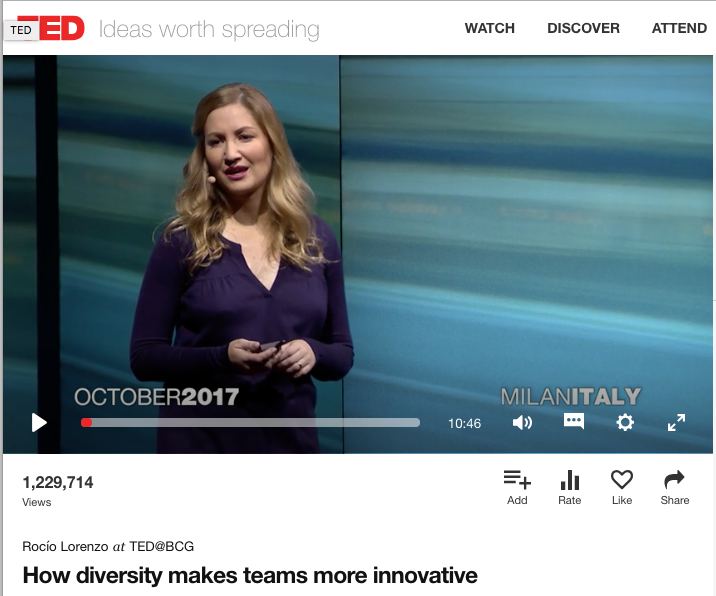 TED
TED Ideas worth spreading
WATCH DISCOVER ATTEND
OCTOBER2017 MILANITALY
10:46
1,229,714
Views
Add Rate Like Share
Rocío Lorenzo at TED@BCG
How diversity makes teams more innovative